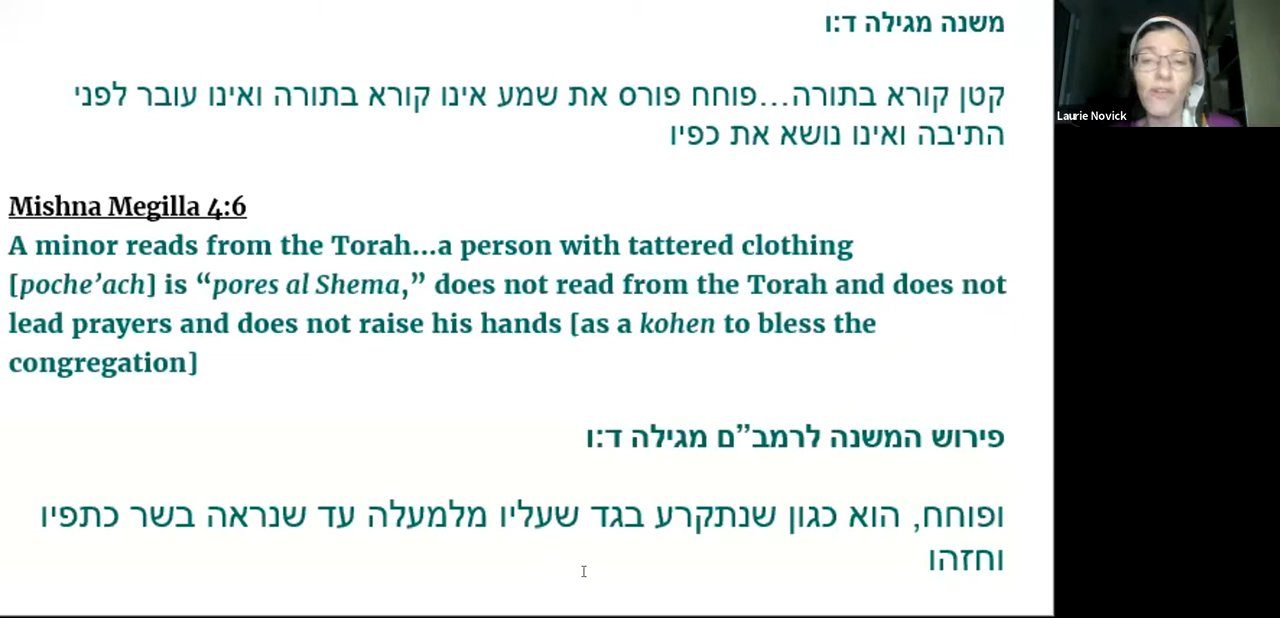 משנה מגילה ד:ו
קטן קורא בתורה...פוחח פורס את שמע אינו קורא בתורה ואינו עובר לפני
התיבה ואינו נושא את כפיו
Mishna Megilla 4:6
A minor reads from the Torah...a person with tattered clothing
[poche’ach] is “pores al Shema,” does not read from the Torah and does not
lead prayers and does not raise his hands [as a kohen to bless the
congregation]
פירוש המשנה לרמב”ם מגילה ד:ו
ופוחח, הוא כגון שנתקרע בגד שעליו מלמעלה עד שנראה בשר כתפיו
וחזהו
Laurie Novick